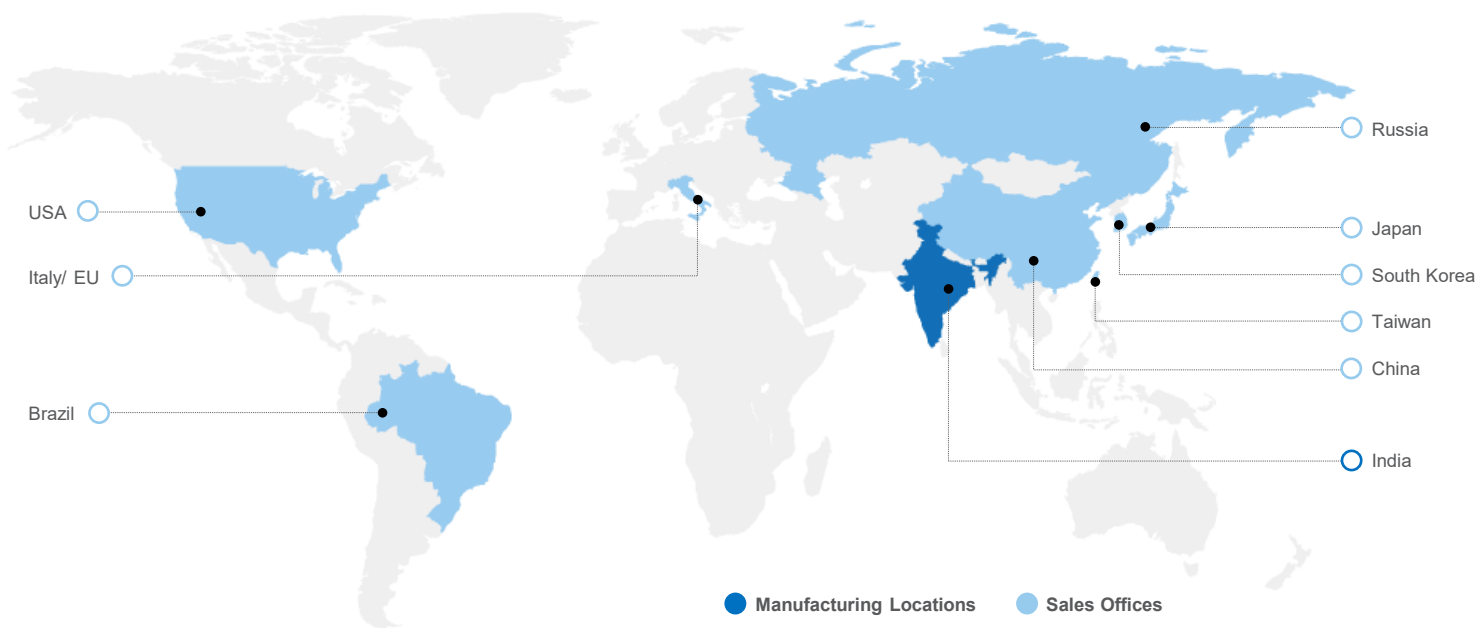 USA
Italy/ EU
Brazil
Russia
Japan
South Korea
Taiwan
China
India
Manufacturing Locations
Sales Offices